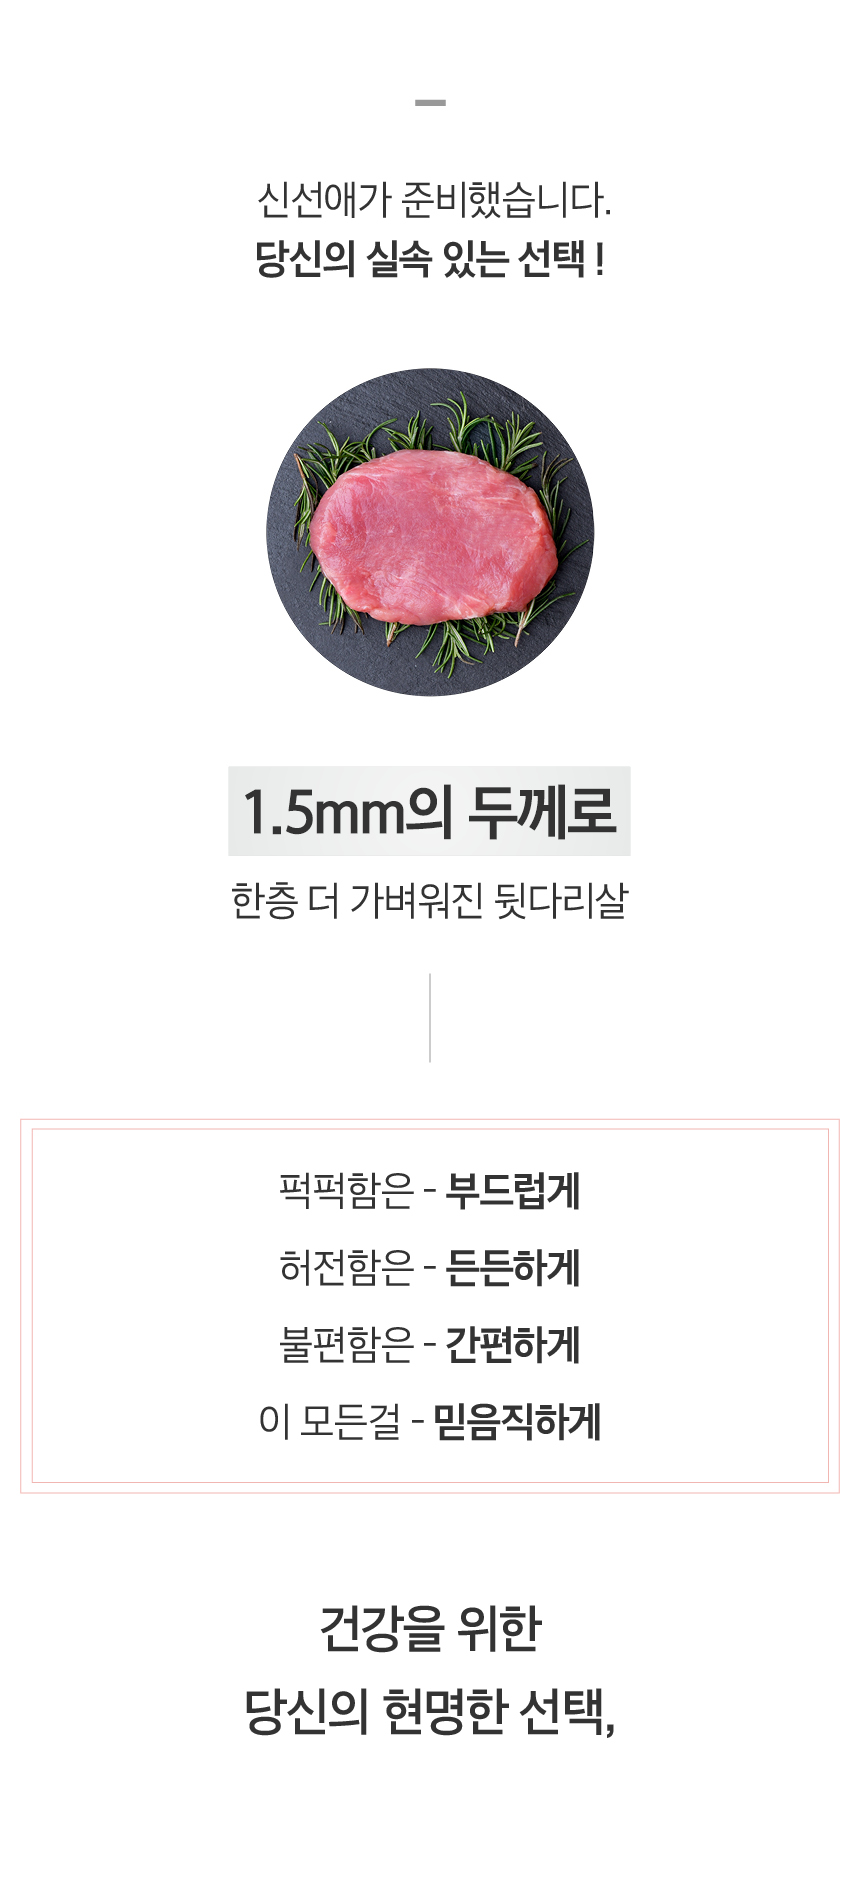 신선애가 준비했습니다.
당신의 실속 있는 선택 !
1.5mm의 두께로
한층 더 가벼워진 뒷다리살
퍽퍽함은 - 부드럽게
허전함은 - 든든하게
불편함은 - 간편하게
이 모든걸 - 믿음직하게
건강을 위한
당신의 현명한 선택,